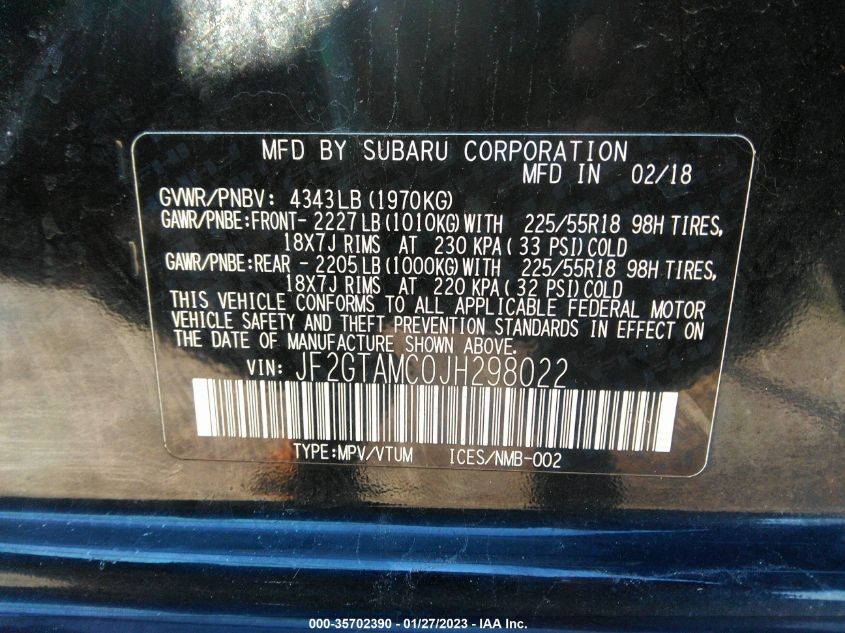 MFD BY SUBARU CORPORATION
MFD IN 02/18
GVWR/PNBV: 4343LB (1970KG)
GAWR/PNBE:FRONT- 2227 LB (1010KG) WITH 225/55R18 98H TIRES,
18X7J RIMS AT 230 KPA ( 33 PSI) COLD
GAWR/PNBE:REAR - 2205 LB (1000KG) WITH 225/55R18 98H TIRES,
18X7J RIMS AT 220 KPA ( 32 PSI) COLD
THIS VEHICLE CONFORMS TO ALL APPLICABLE FEDERAL MOTOR
VEHICLE SAFETY AND THEFT PREVENTION STANDARDS IN EFFECT ON
THE DATE OF MANUFACTURE SHOWN ABOVE.
VIN: JF2GTAMC0JH298022
TYPE:MPV/VTUM ICES/NMB-002
000-35702390 - 01/27/2023 - IAA Inc.